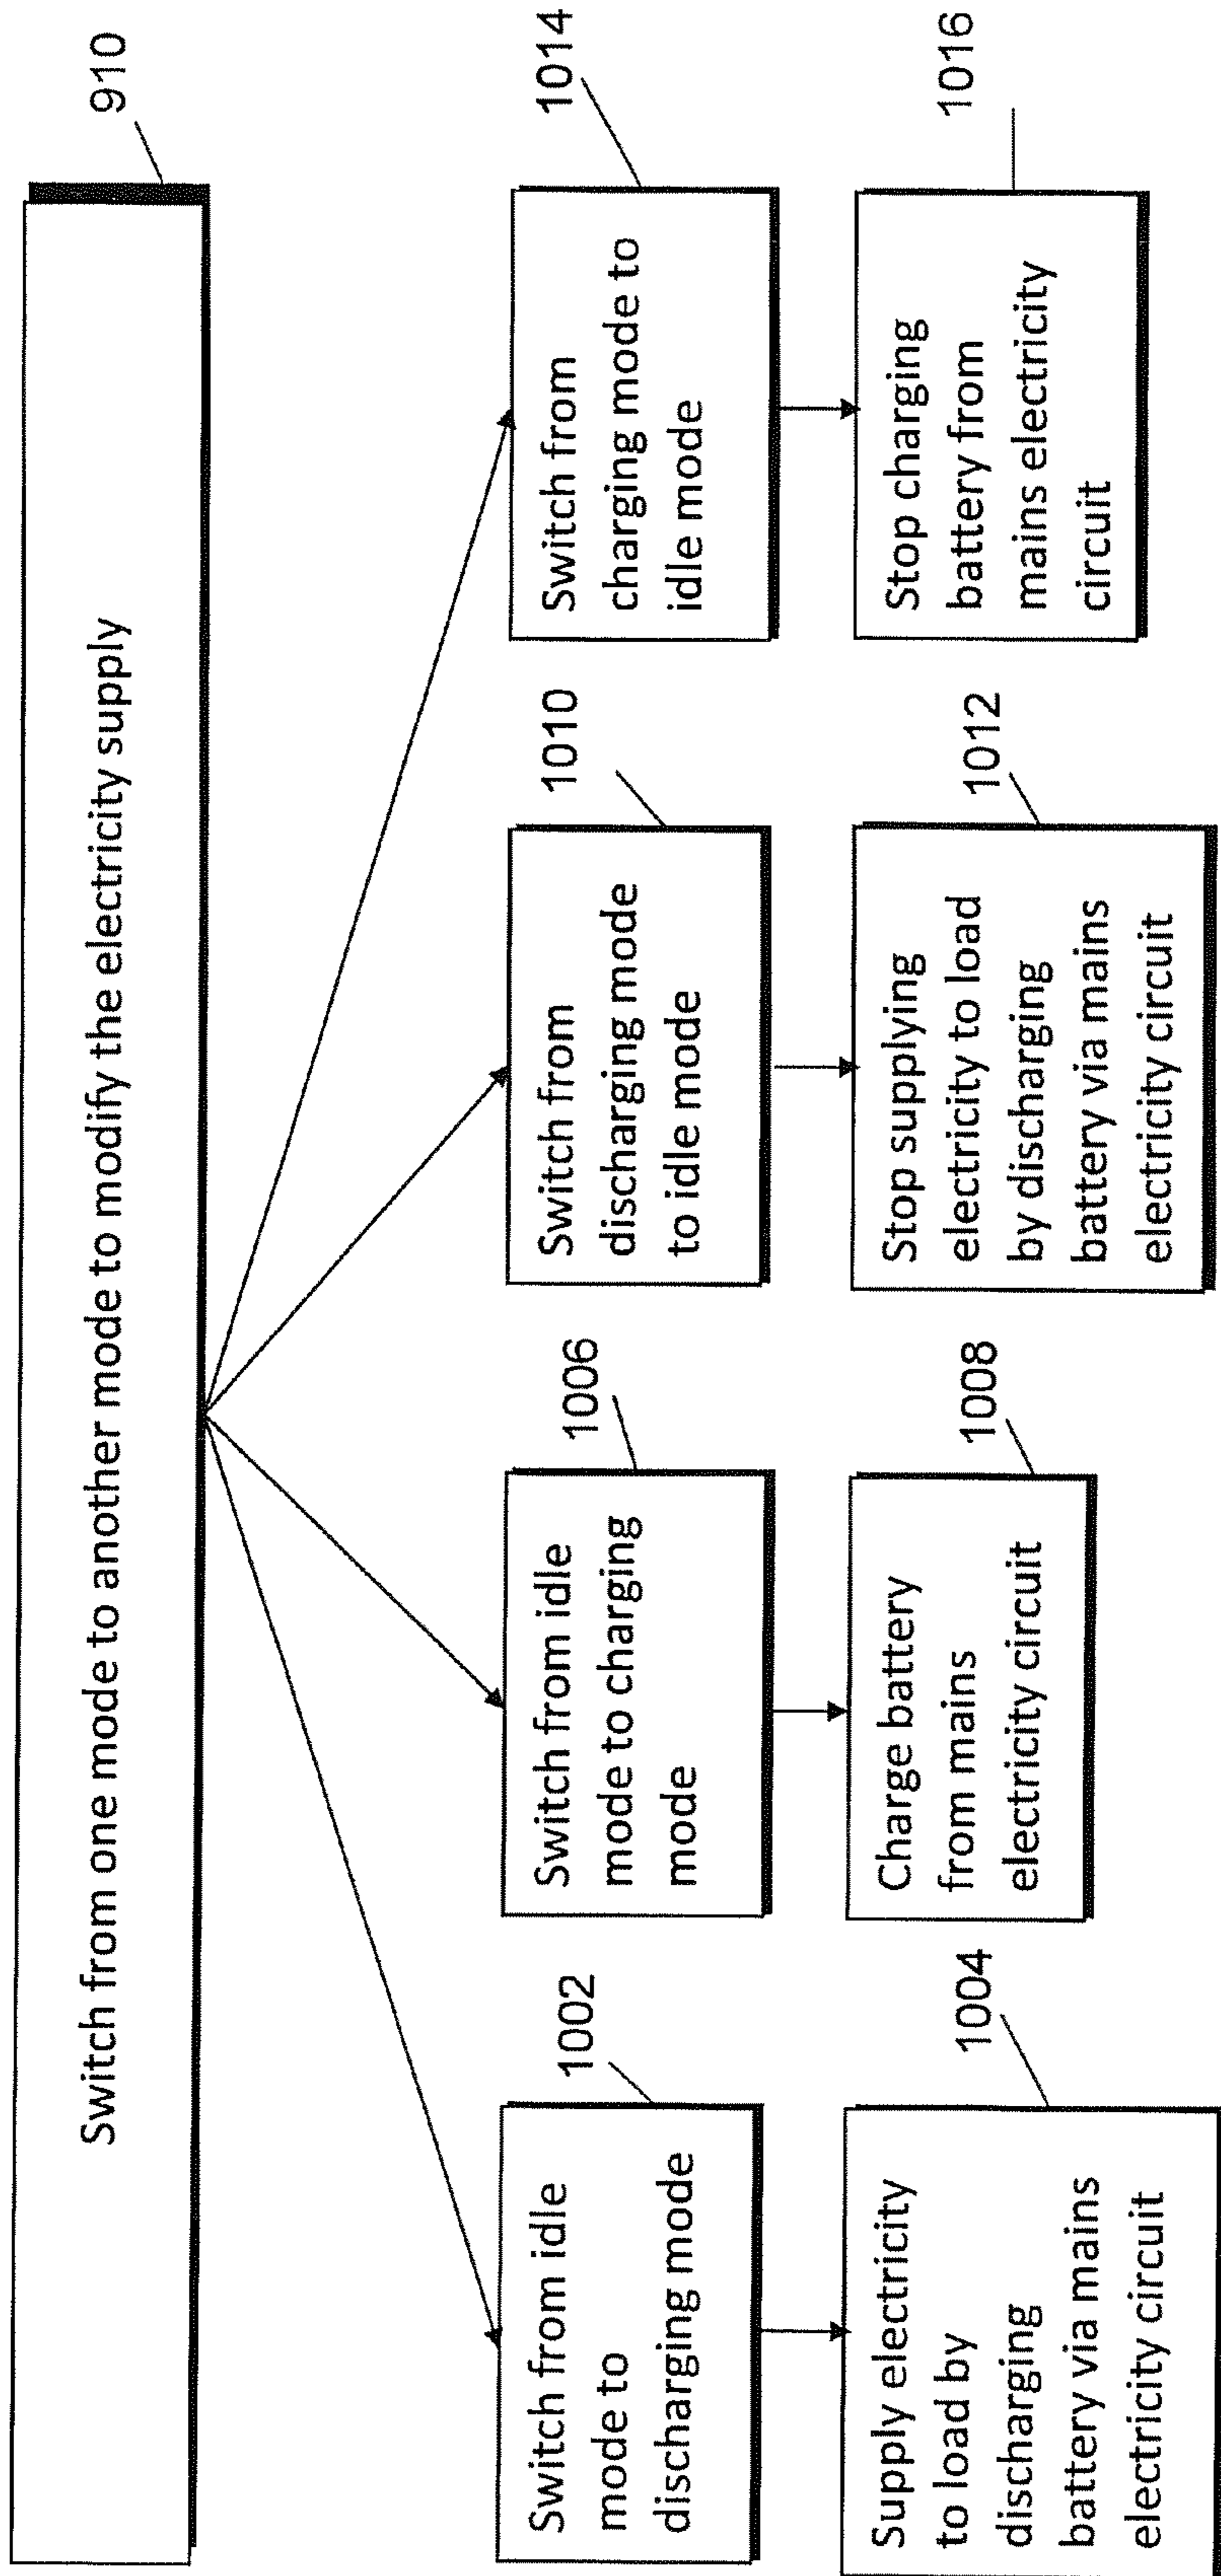 Switch from one mode to another mode to modify the electricity supply
910
Switch from idle
mode to
discharging mode
1002
Supply electricity
to load by
discharging
battery via mains
electricity circuit
1004
Switch from idle
mode to charging
mode
1006
Charge battery
from mains
electricity circuit
1008
Switch from
discharging mode
to idle mode
1010
Stop supplying
electricity to load
by discharging
battery via mains
electricity circuit
1012
Switch from
charging mode to
idle mode
1014
Stop charging
battery from
mains electricity
circuit
1016